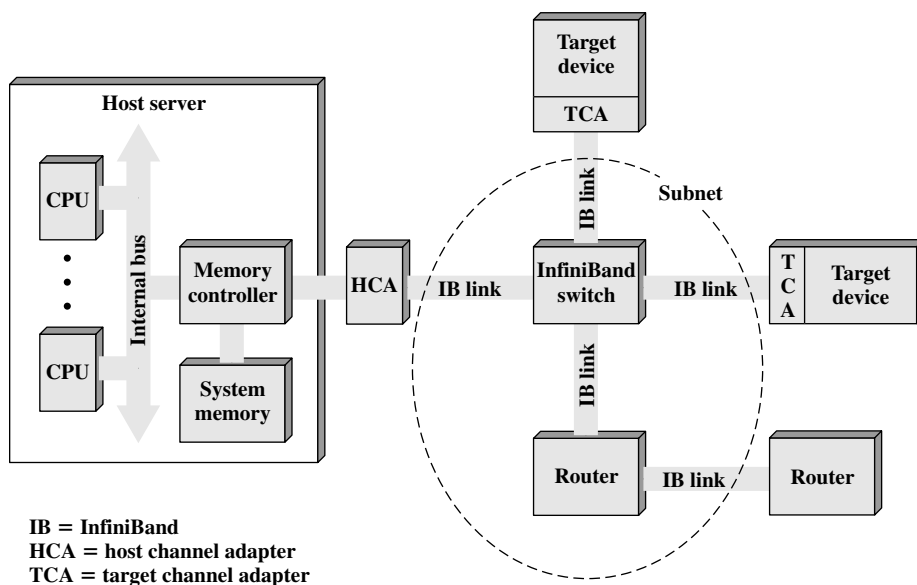 Target
device
TCA
Host server
Subnet
CPU
IB link
Internal bus
Memory
controller
HCA
IB link
InfiniBand
switch
IB link
TCA
Target
device
CPU
System
memory
IB link
Router
IB link
Router
IB = InfiniBand
HCA = host channel adapter
TCA = target channel adapter